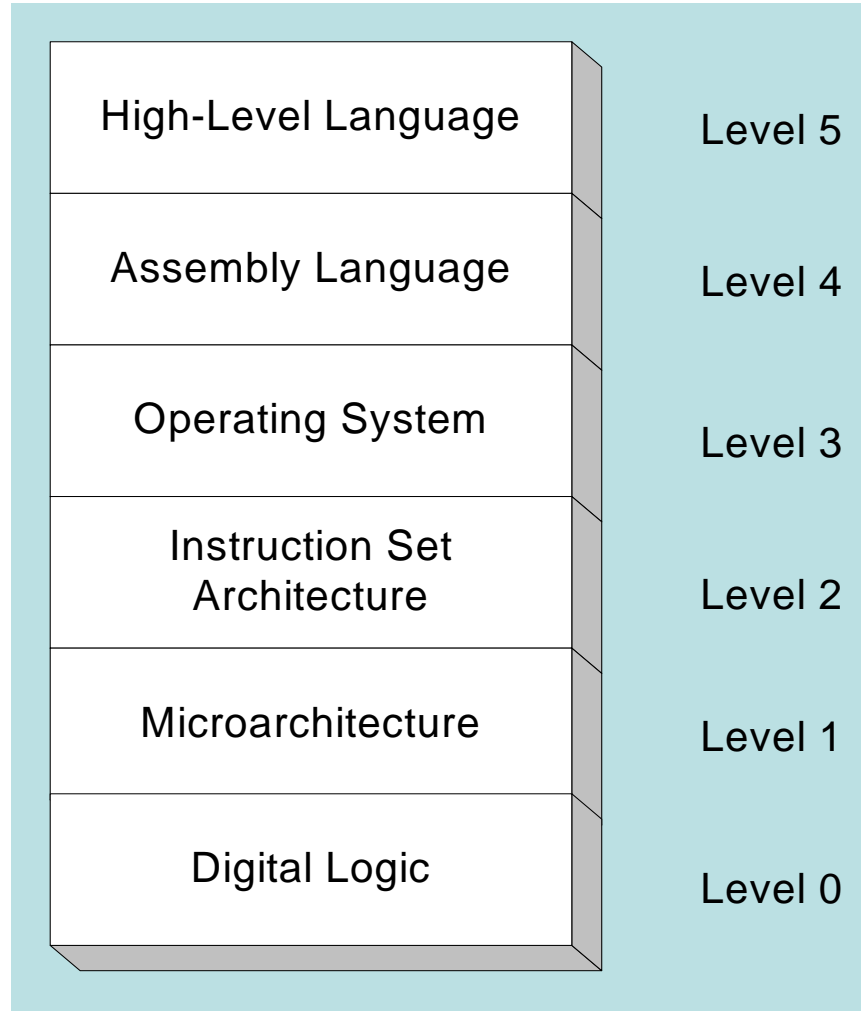 High-Level Language
Level 5
Assembly Language
Level 4
Operating System
Level 3
Instruction Set
Architecture
Level 2
Microarchitecture
Level 1
Digital Logic
Level 0